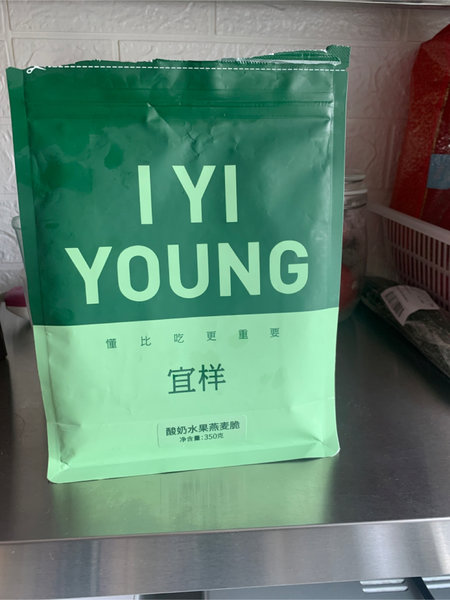 I YI
YOUNG
懂比吃更重要
宜样
酸奶水果燕麦脆
净含量:350克